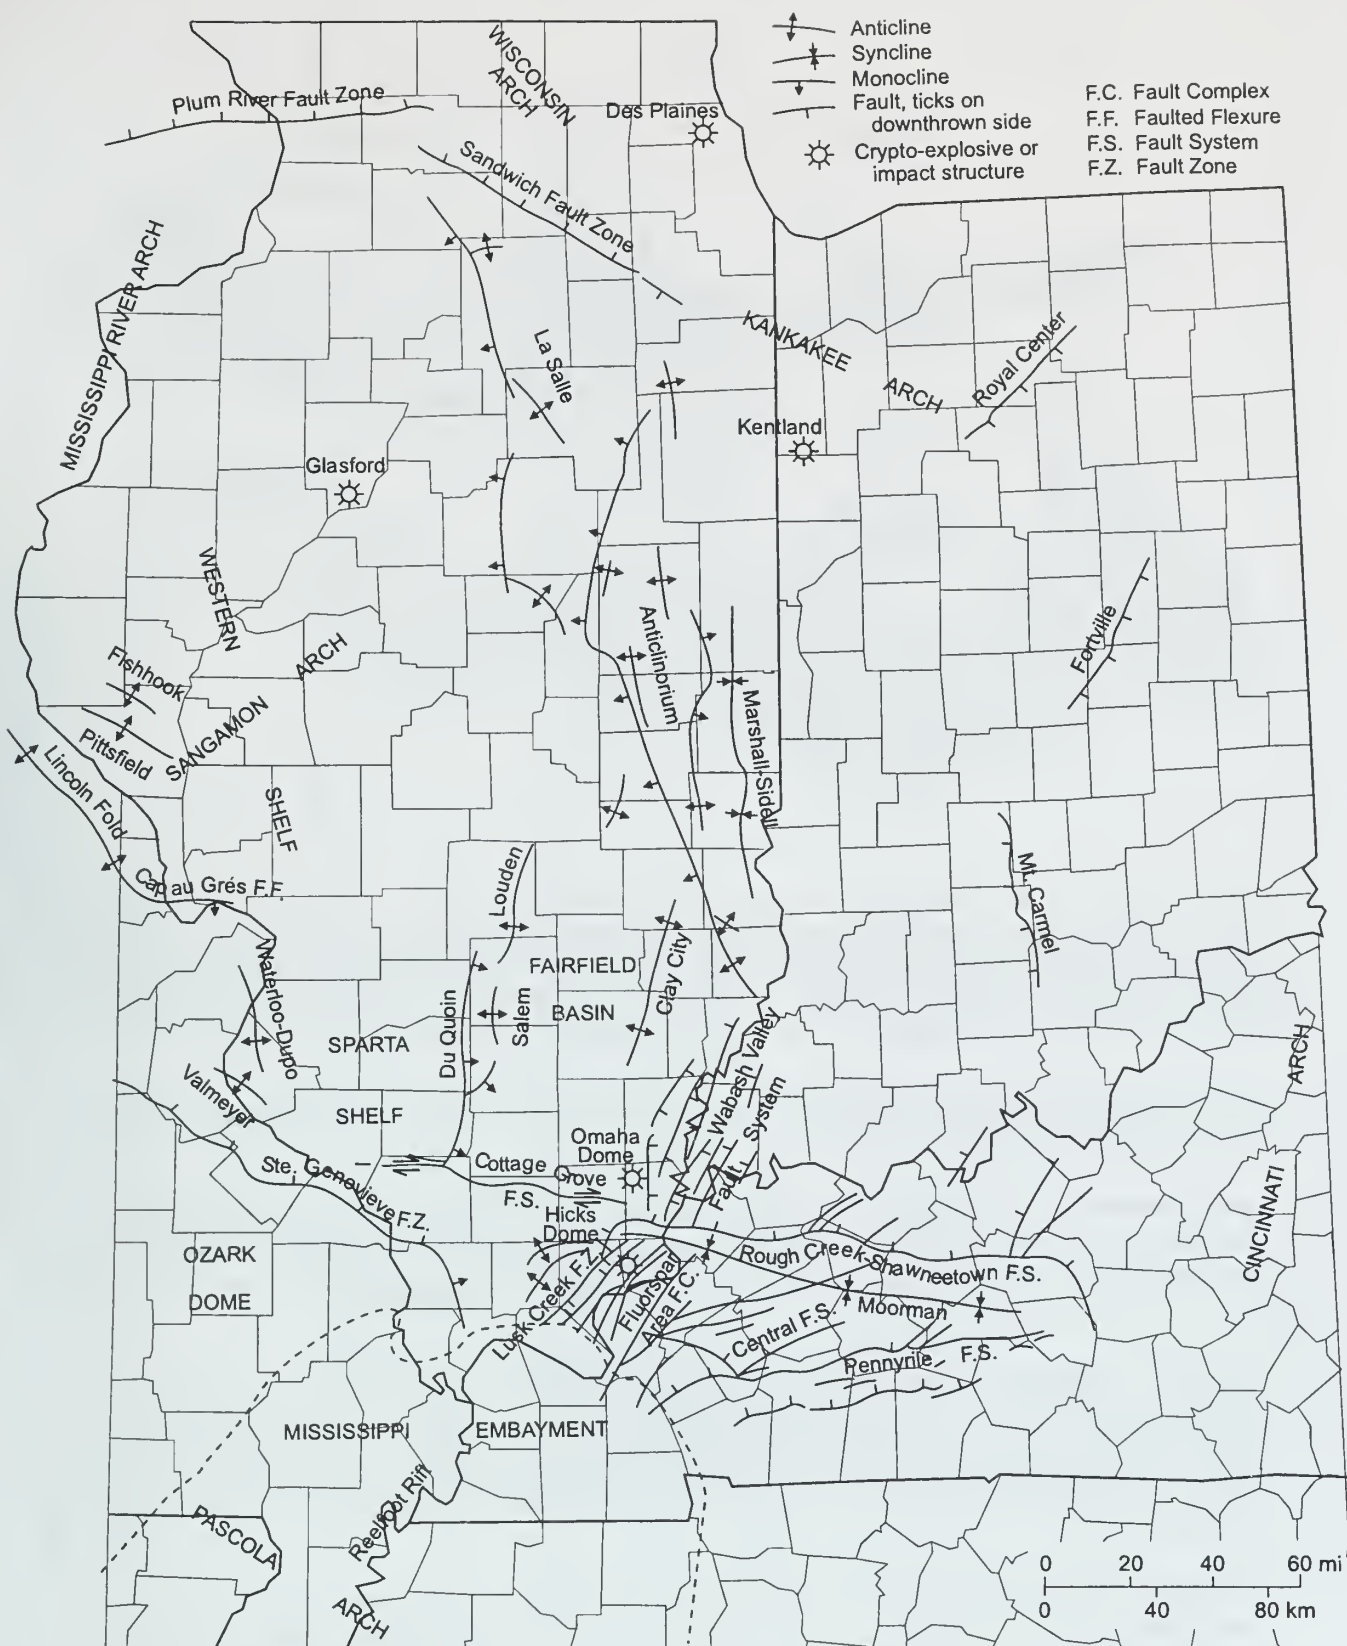 Anticline
Syncline
Monocline
Fault, ticks on
downthrown side
Crypto-explosive or
impact structure
F.C. Fault Complex
F.F. Faulted Flexure
F.S. Fault System
F.Z. Fault Zone
WISCONSIN
ARCH
Plum River Fault Zone
Des Plaines
Sandwich Fault Zone
MISSISSIPPI RIVER ARCH
KANKAKEE
ARCH
Royal Center
La Salle
Anticlinorium
Kentland
Glasford
WESTERN
SHELF
Fortville
Fishhook
SANGAMON
ARCH
Pittsfield
Lincoln Fold
Marshall-Sidell
Cap au Grés F.F.
Louden
Mt. Carmel
Waterloo-Dupo
FAIRFIELD
BASIN
Clay City
Du Quoin
Salem
SPARTA
SHELF
Valmeyer
Wabash Valley
Fault
System
CINCINNATI
ARCH
Omaha
Dome
Ste. Genevieve F.Z.
Cottage Grove
F.S.
Hicks
Dome
Rough Creek-Shawneetown F.S.
OZARK
DOME
Lusk Creek F.Z.
Fluorspar
Area F.C.
Moorman
Central F.S.
Pennyrile F.S.
MISSISSIPPI EMBAYMENT
Reelfoot Rift
PASCOLA
ARCH
0 20 40 60 mi
0 40 80 km